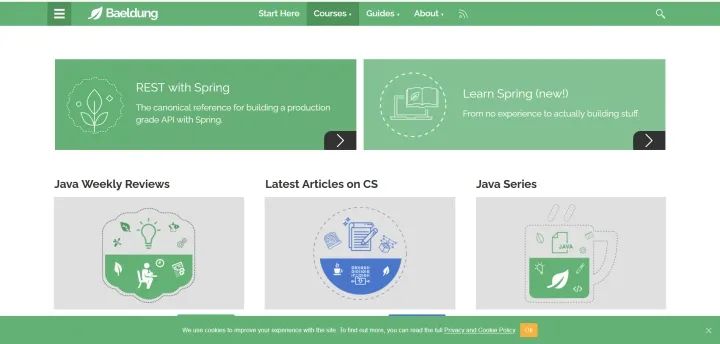 Baeldung
Start Here
Courses
Guides
About
REST with Spring
The canonical reference for building a production
grade API with Spring.
Learn Spring (new!)
From no experience to actually building stuff.
Java Weekly Reviews
Latest Articles on CS
Java Series
JAVA
We use cookies to improve your experience with the site. To find out more, you can read the full Privacy and Cookie Policy
Ok